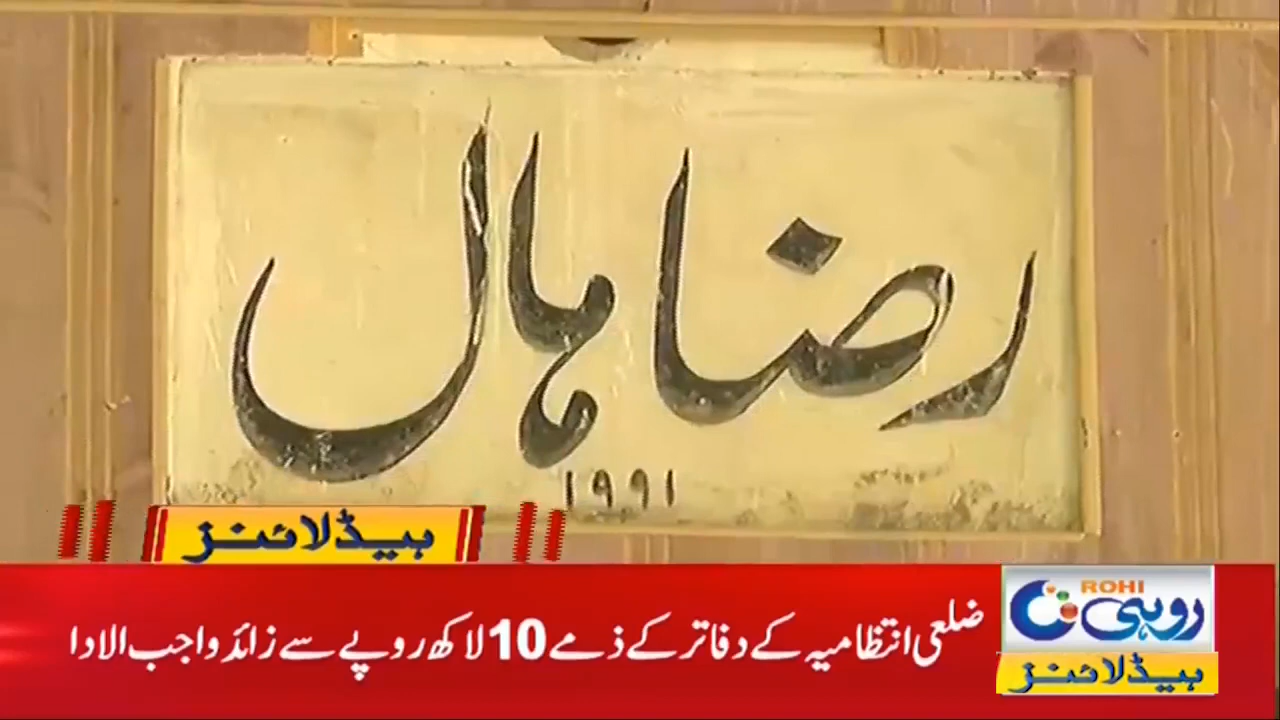 رضا ہال
۱۹۹۱
ہیڈلائنز
ضلعی انتظامیہ کے دفاتر کے ذمے 10 لاکھ روپے سے زائد واجب الادا
ROHI
روہی
ہیڈلائنز